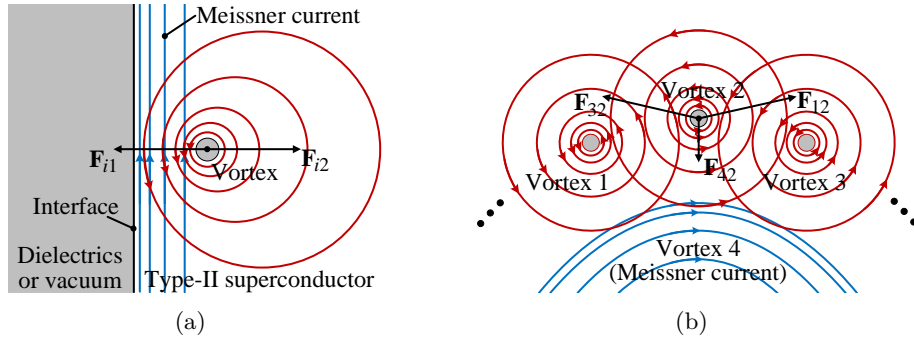 Meissner current
F_{i1}
F_{i2}
Vortex
Interface
Dielectrics
or vacuum
Type-II superconductor
(a)
Vortex 2
F_{32}
F_{12}
F_{42}
Vortex 1
Vortex 3
Vortex 4
(Meissner current)
(b)